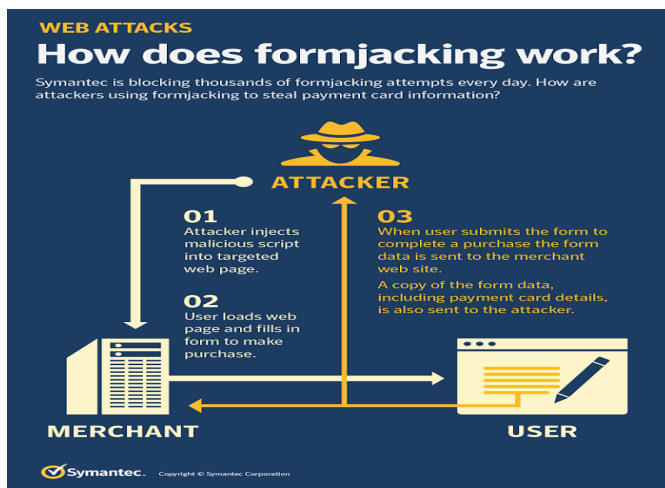 WEB ATTACKS
How does formjacking work?
Symantec is blocking thousands of formjacking attempts every day. How are
attackers using formjacking to steal payment card information?
ATTACKER
01
Attacker injects
malicious script
into targeted
web page.
02
User loads web
page and fills in
form to make
purchase.
03
When user submits the form to
complete a purchase the form
data is sent to the merchant
web site.
A copy of the form data,
including payment card details,
is also sent to the attacker.
MERCHANT
USER
Symantec.
Copyright © Symantec Corporation